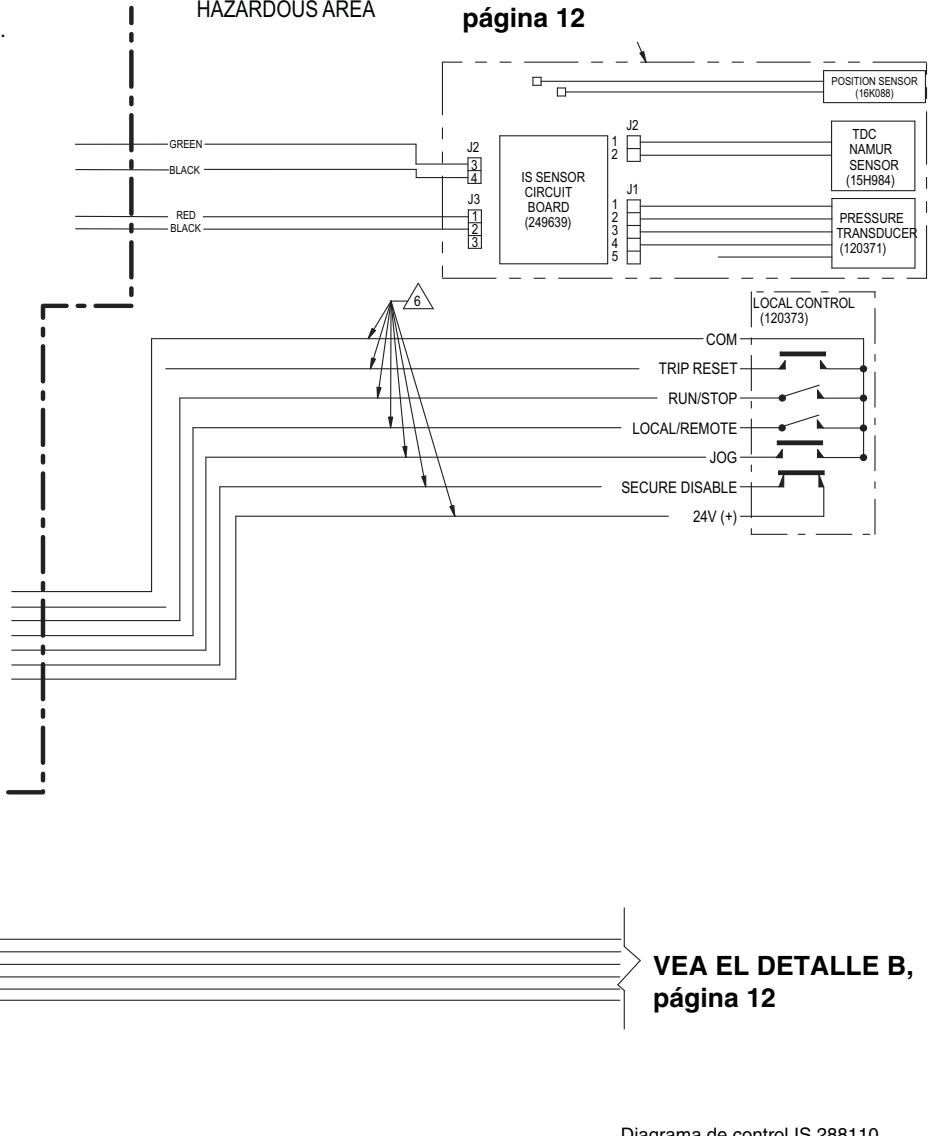 HAZARDOUS AREA
página 12
.
POSITION SENSOR
(16K088)
GREEN
BLACK
RED
BLACK
J2
3
4
J3
1
2
3
IS SENSOR
CIRCUIT
BOARD
(249639)
J2
1
2
J1
1
2
3
4
5
TDC
NAMUR
SENSOR
(15H984)
PRESSURE
TRANSDUCER
(120371)
6
LOCAL CONTROL
(120373)
COM
TRIP RESET
RUN/STOP
LOCAL/REMOTE
JOG
SECURE DISABLE
24V (+)
VEA EL DETALLE B,
página 12
Diagrama de control IS 288110